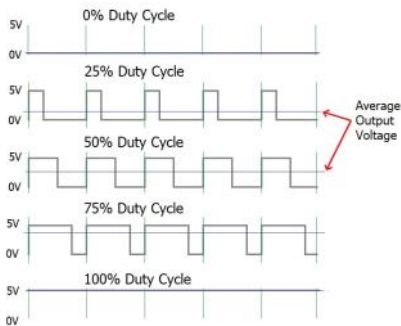 0% Duty Cycle
5V
0V
25% Duty Cycle
5V
0V
Average
Output
Voltage
50% Duty Cycle
5V
0V
75% Duty Cycle
5V
0V
100% Duty Cycle
5V
0V